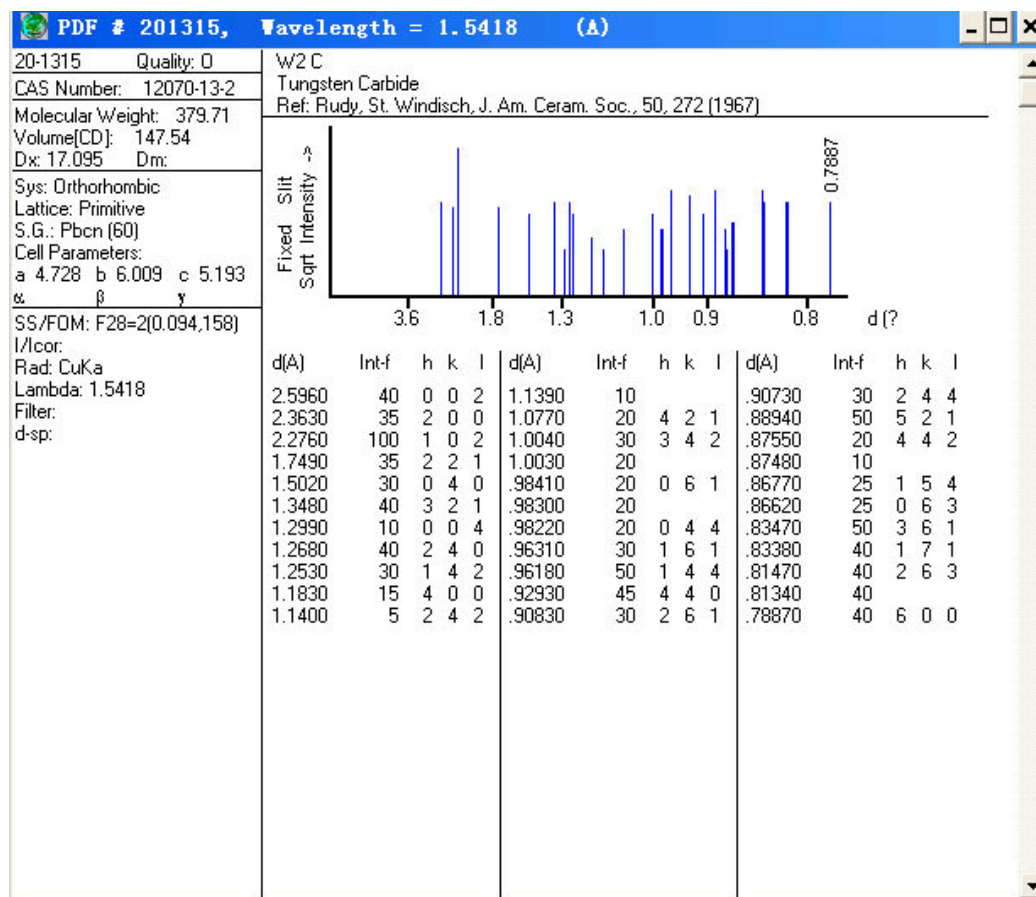 PDF # 201315, Wavelength = 1.5418 (A)
20-1315 Quality: O
CAS Number: 12070-13-2
Molecular Weight: 379.71
Volume[CD]: 147.54
Dx: 17.095 Dm:
Sys: Orthorhombic
Lattice: Primitive
S.G.: Pbcn (60)
Cell Parameters:
a 4.728 b 6.009 c 5.193
α β γ
SS/FOM: F28=2(0.094,158)
I/Icor:
Rad: CuKa
Lambda: 1.5418
Filter:
d-sp:
W2 C
Tungsten Carbide
Ref: Rudy, St. Windisch, J. Am. Ceram. Soc., 50, 272 (1967)
Fixed Slit
Sqrt Intensity ->
0.7887
3.6 1.8 1.3 1.0 0.9 0.8 d (?
d(A) Int-f h k l d(A) Int-f h k l d(A) Int-f h k l
2.5960 40 0 0 2 1.1390 10 .90730 30 2 4 4
2.3630 35 2 0 0 1.0770 20 4 2 1 .88940 50 5 2 1
2.2760 100 1 0 2 1.0040 30 3 4 2 .87550 20 4 4 2
1.7490 35 2 2 1 1.0030 20 .87480 10
1.5020 30 0 4 0 .98410 20 0 6 1 .86770 25 1 5 4
1.3480 40 3 2 1 .98300 20 .86620 25 0 6 3
1.2990 10 0 0 4 .98220 20 0 4 4 .83470 50 3 6 1
1.2680 40 2 4 0 .96310 30 1 6 1 .83380 40 1 7 1
1.2530 30 1 4 2 .96180 50 1 4 4 .81470 40 2 6 3
1.1830 15 4 0 0 .92930 45 4 4 0 .81340 40
1.1400 5 2 4 2 .90830 30 2 6 1 .78870 40 6 0 0